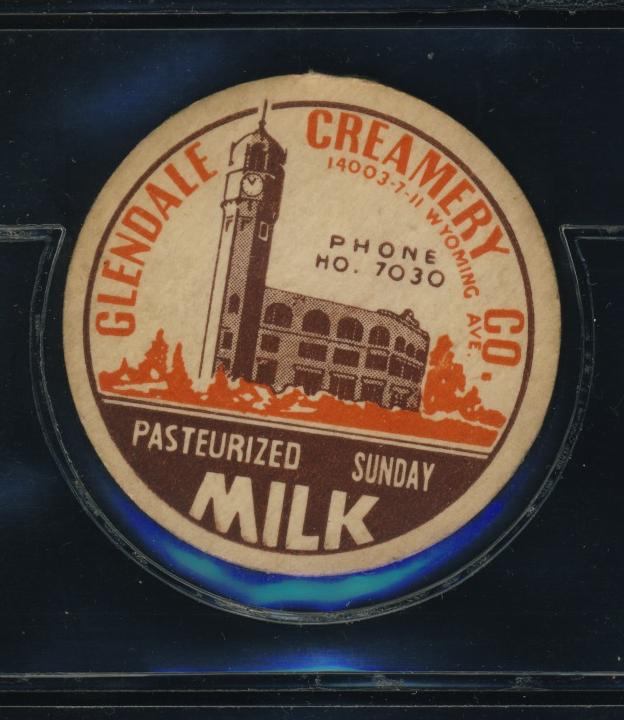 GLENDALE CREAMERY CO.
14003-7-11 WYOMING AVE.
PHONE
HO. 7030
PASTEURIZED SUNDAY
MILK